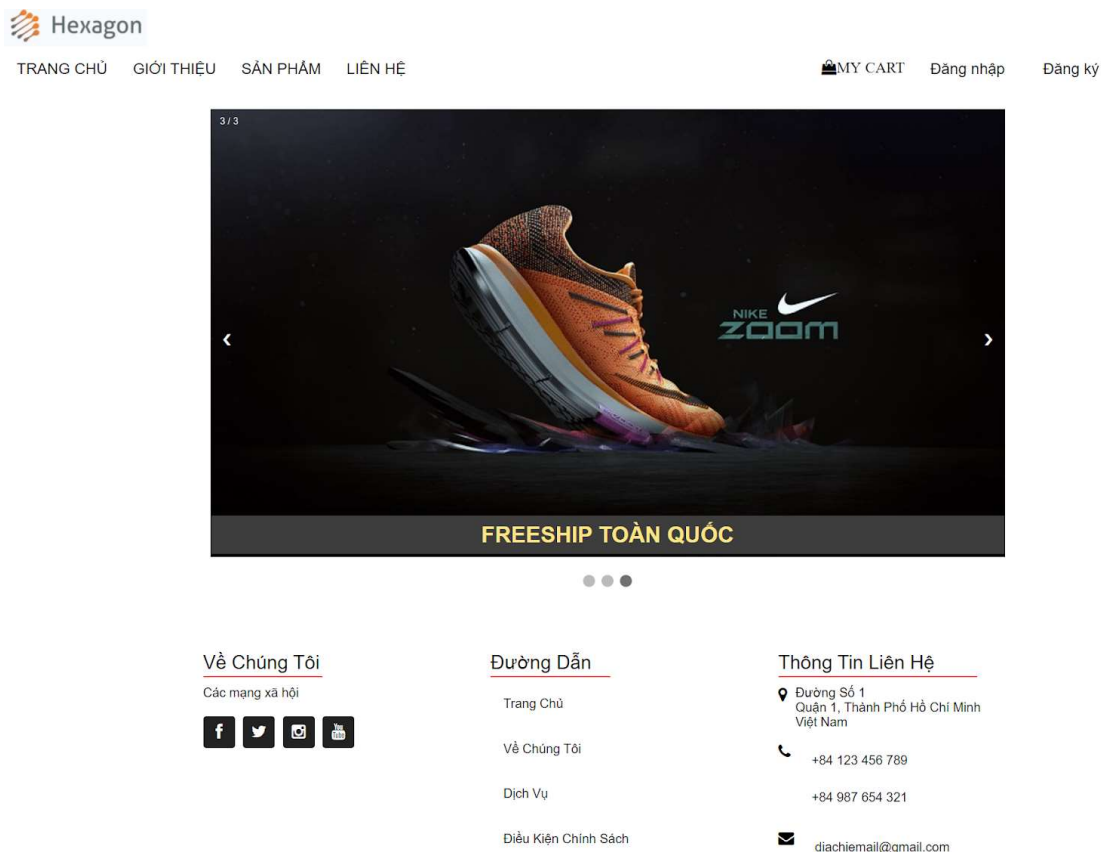 Hexagon
TRANG CHỦ GIỚI THIỆU SẢN PHẨM LIÊN HỆ MY CART Đăng nhập Đăng ký
3 / 3
NIKE
ZOOM
❮ ❯
FREESHIP TOÀN QUỐC
Về Chúng Tôi
Các mạng xã hội
f You Tube
Đường Dẫn
Trang Chủ
Về Chúng Tôi
Dịch Vụ
Điều Kiện Chính Sách
Thông Tin Liên Hệ
Đường Số 1
Quận 1, Thành Phố Hồ Chí Minh
Việt Nam
+84 123 456 789
+84 987 654 321
diachiemail@gmail.com